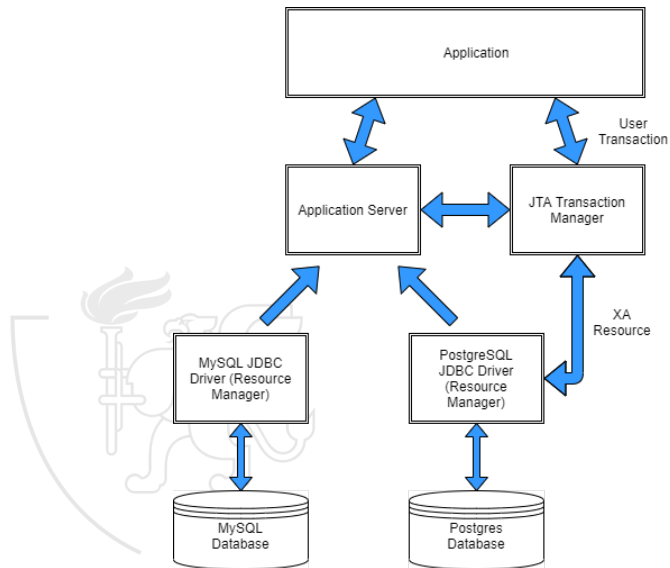 Application
User
Transaction
Application Server
JTA Transaction
Manager
XA
Resource
MySQL JDBC
Driver (Resource
Manager)
PostgreSQL
JDBC Driver
(Resource
Manager)
MySQL
Database
Postgres
Database